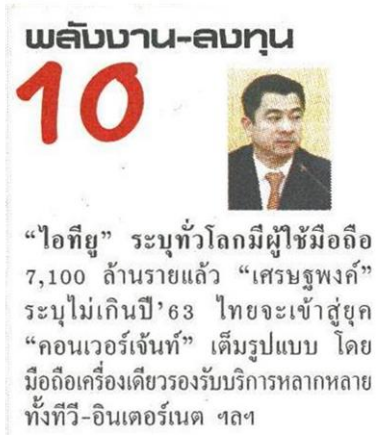 พลังงาน-ลงทุน
10
“ไอทียู” ระบุทั่วโลกมีผู้ใช้มือถือ
7,100 ล้านรายแล้ว “เศรษฐพงค์”
ระบุไม่เกินปี’63 ไทยจะเข้าสู่ยุค
“คอนเวอร์เจ้นท์” เต็มรูปแบบ โดย
มือถือเครื่องเดียวรองรับบริการหลากหลาย
ทั้งทีวี-อินเตอร์เนต ฯลฯ